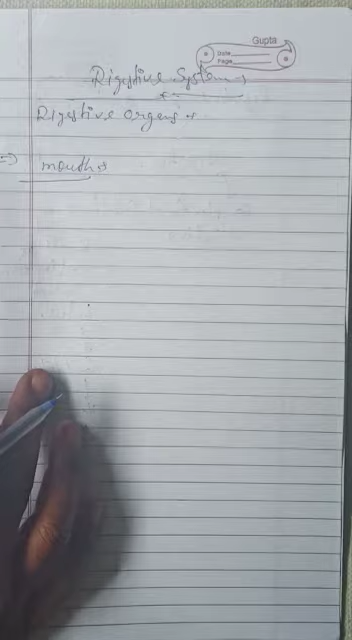 Gupta
Date
Page
Digestive System
Digestive organs :-
=> mouth :-